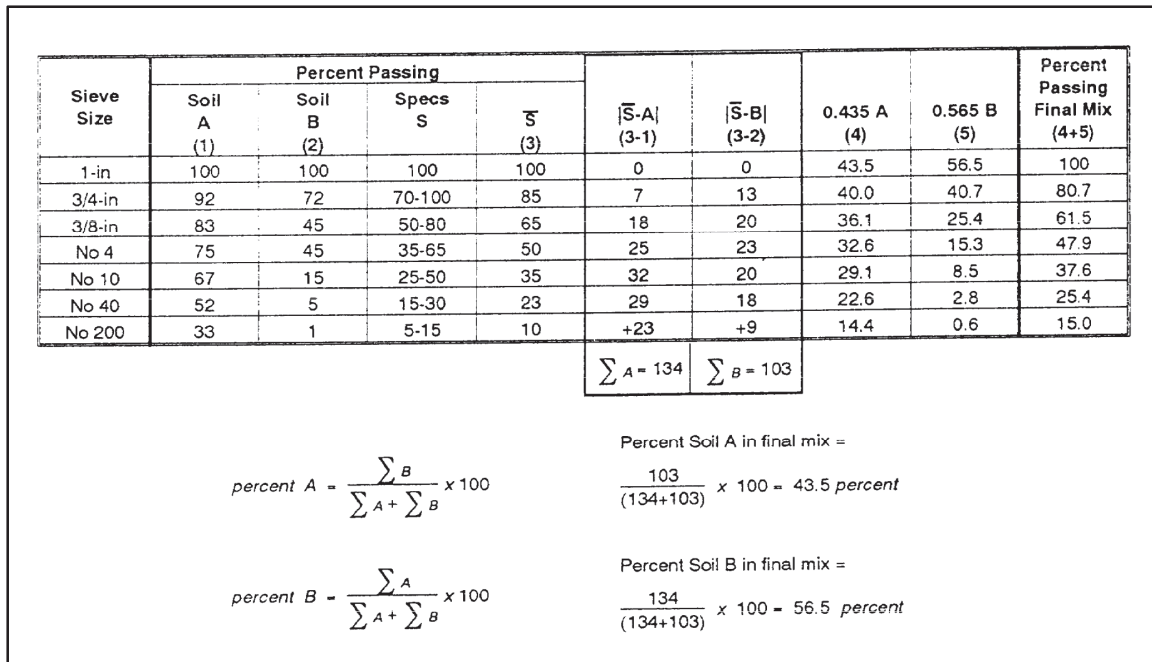 Percent Passing
Sieve Size | Soil A (1) | Soil B (2) | Specs S | S̅ (3) | |S̅-A| (3-1) | |S̅-B| (3-2) | 0.435 A (4) | 0.565 B (5) | Percent Passing Final Mix (4+5)
1-in | 100 | 100 | 100 | 100 | 0 | 0 | 43.5 | 56.5 | 100
3/4-in | 92 | 72 | 70-100 | 85 | 7 | 13 | 40.0 | 40.7 | 80.7
3/8-in | 83 | 45 | 50-80 | 65 | 18 | 20 | 36.1 | 25.4 | 61.5
No 4 | 75 | 45 | 35-65 | 50 | 25 | 23 | 32.6 | 15.3 | 47.9
No 10 | 67 | 15 | 25-50 | 35 | 32 | 20 | 29.1 | 8.5 | 37.6
No 40 | 52 | 5 | 15-30 | 23 | 29 | 18 | 22.6 | 2.8 | 25.4
No 200 | 33 | 1 | 5-15 | 10 | +23 | +9 | 14.4 | 0.6 | 15.0
∑ A = 134 | ∑ B = 103
percent A = ∑ B / (∑ A + ∑ B) x 100
Percent Soil A in final mix =
103 / (134+103) x 100 = 43.5 percent
percent B = ∑ A / (∑ A + ∑ B) x 100
Percent Soil B in final mix =
134 / (134+103) x 100 = 56.5 percent